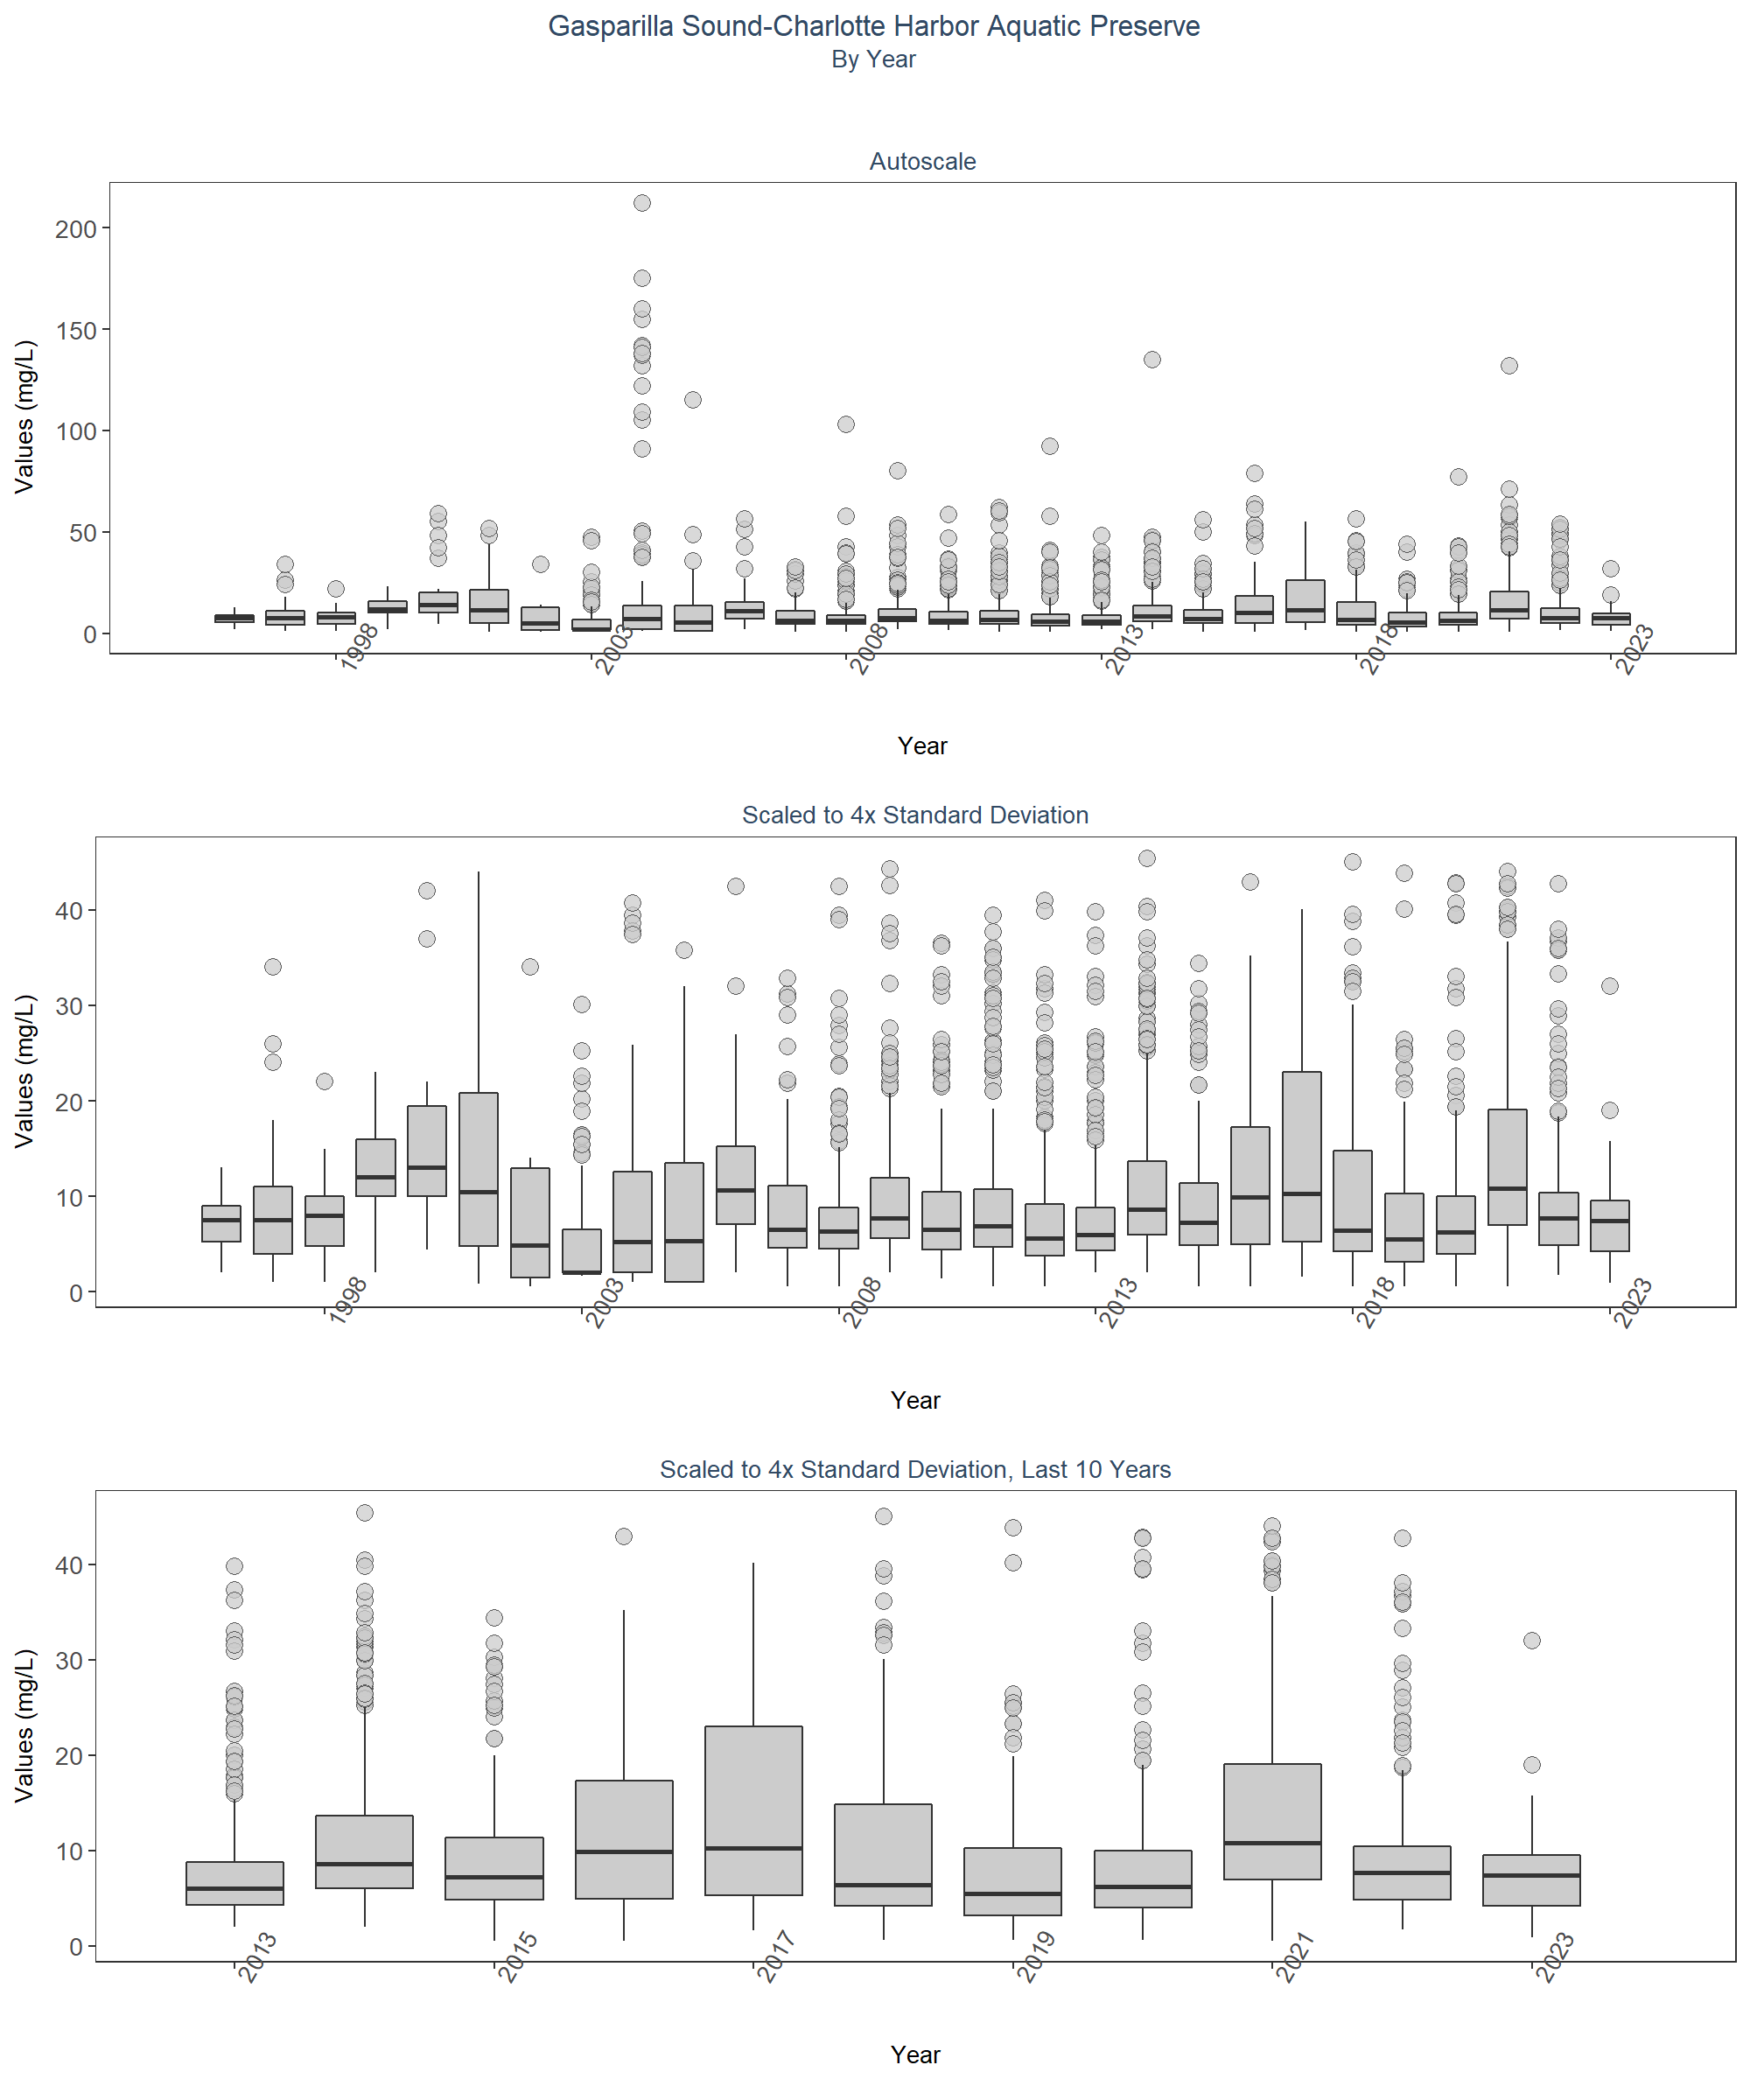 Gasparilla Sound-Charlotte Harbor Aquatic Preserve
By Year
Autoscale
Values (mg/L)
200
150
100
50
0
1998 2003 2008 2013 2018 2023
Year
Scaled to 4x Standard Deviation
Values (mg/L)
40
30
20
10
0
1998 2003 2008 2013 2018 2023
Year
Scaled to 4x Standard Deviation, Last 10 Years
Values (mg/L)
40
30
20
10
0
2013 2015 2017 2019 2021 2023
Year